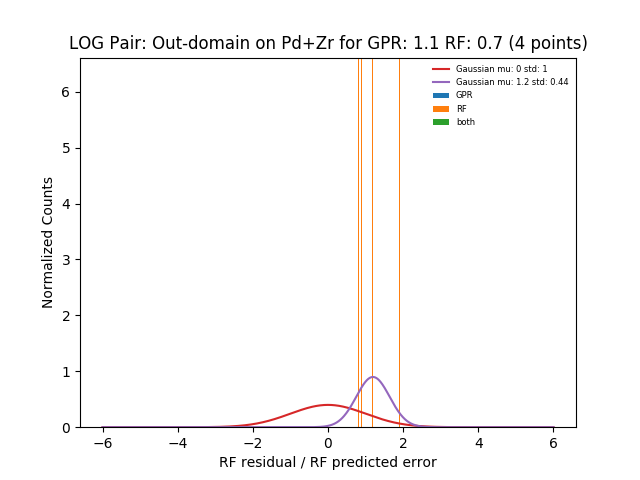 LOG Pair: Out-domain on Pd+Zr for GPR: 1.1 RF: 0.7 (4 points)
Gaussian mu: 0 std: 1
Gaussian mu: 1.2 std: 0.44
GPR
RF
both
Normalized Counts
6
5
4
3
2
1
0
−6
−4
−2
0
2
4
6
RF residual / RF predicted error